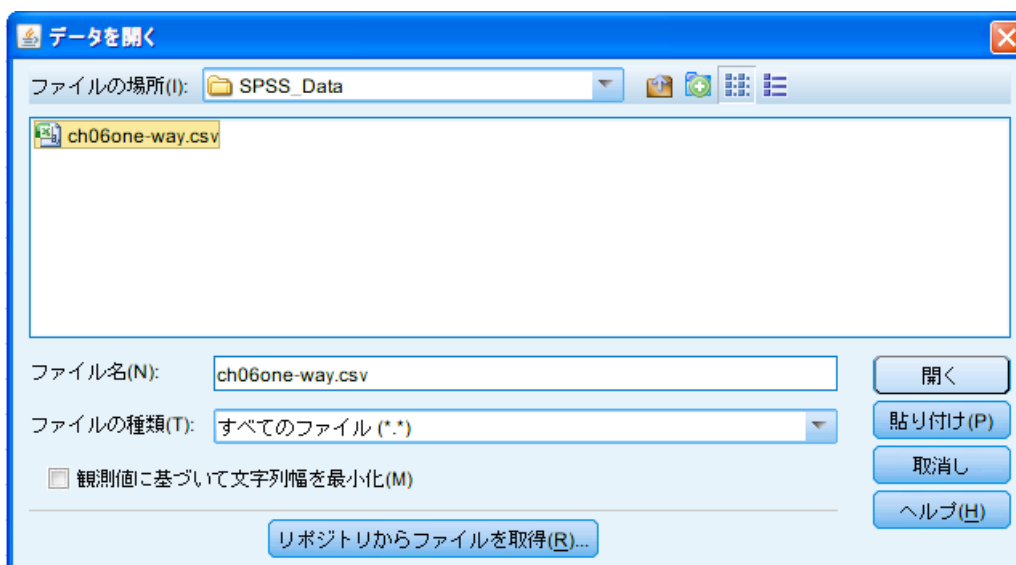 データを開く
ファイルの場所(I): SPSS_Data
ch06one-way.csv
ファイル名(N): ch06one-way.csv
開く
ファイルの種類(T): すべてのファイル (*.*)
貼り付け(P)
観測値に基づいて文字列幅を最小化(M)
取消し
ヘルプ(H)
リポジトリからファイルを取得(R)...